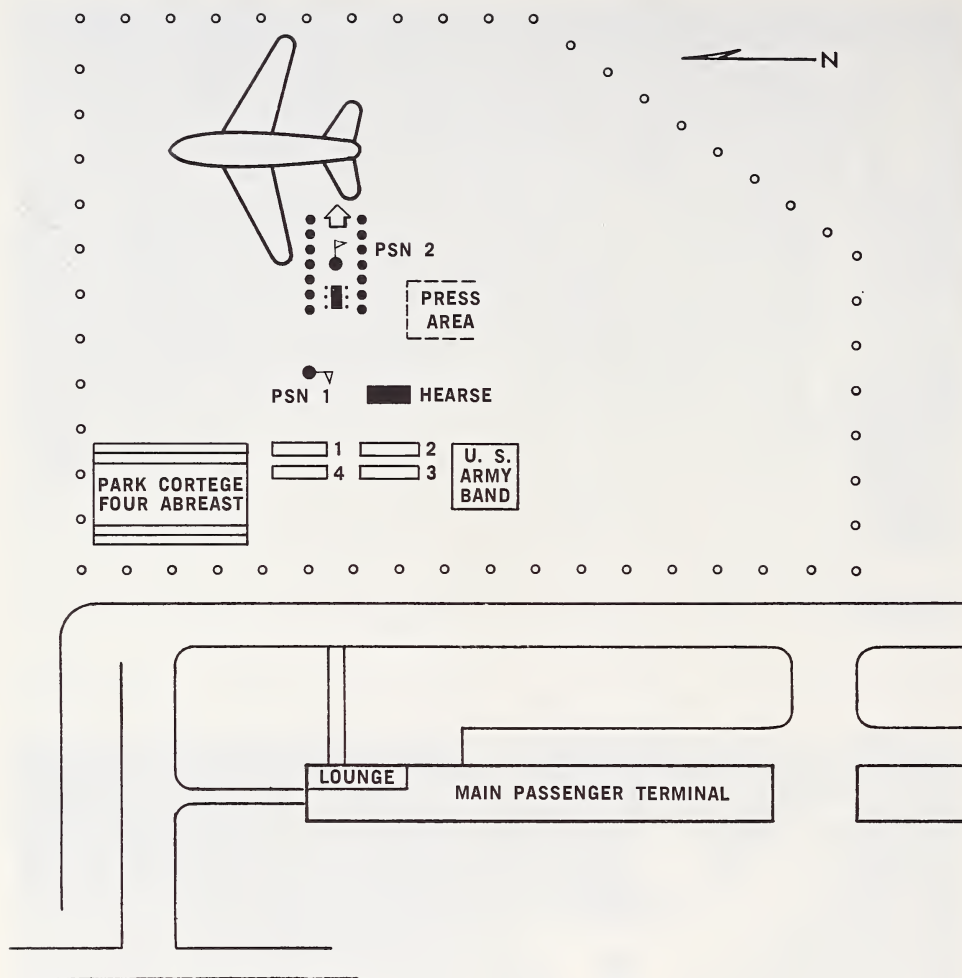 N
PSN 2
PRESS
AREA
PSN 1
HEARSE
1
2
4
3
U. S.
ARMY
BAND
PARK CORTEGE
FOUR ABREAST
LOUNGE
MAIN PASSENGER TERMINAL